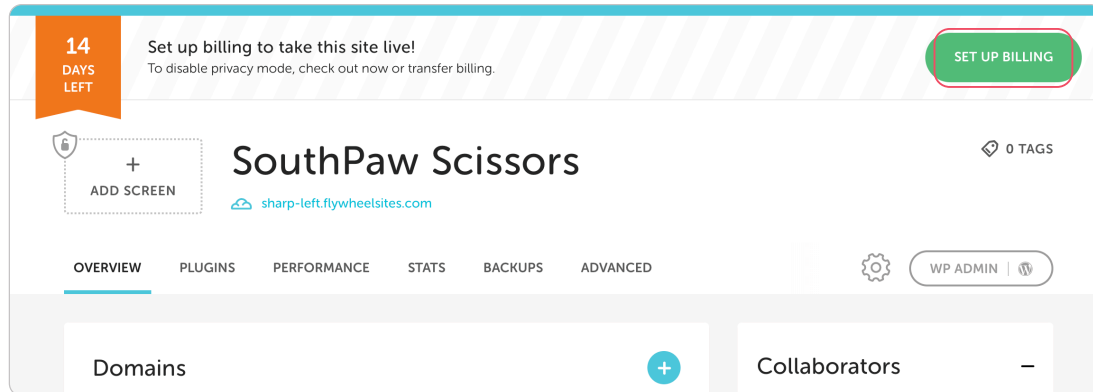 14
DAYS
LEFT
Set up billing to take this site live!
To disable privacy mode, check out now or transfer billing.
SET UP BILLING
+
ADD SCREEN
SouthPaw Scissors
sharp-left.flywheelsites.com
0 TAGS
OVERVIEW PLUGINS PERFORMANCE STATS BACKUPS ADVANCED
WP ADMIN |
Domains
+
Collaborators
–